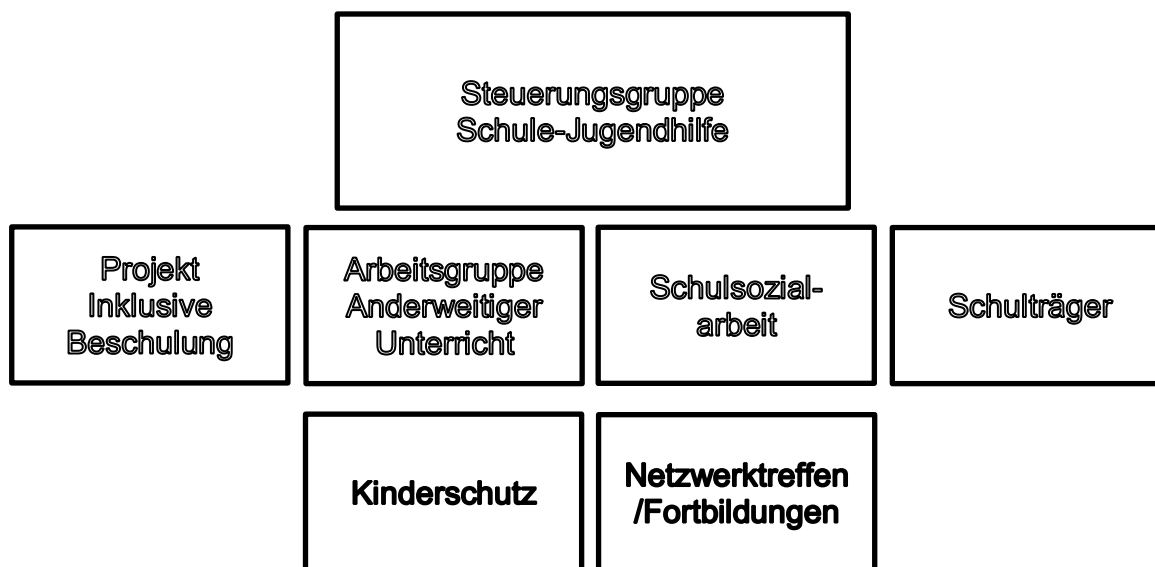 Steuerungsgruppe
Schule-Jugendhilfe
Projekt
Inklusive
Beschulung
Arbeitsgruppe
Anderweitiger
Unterricht
Schulsozial-
arbeit
Schulträger
Kinderschutz
Netzwerktreffen
/Fortbildungen